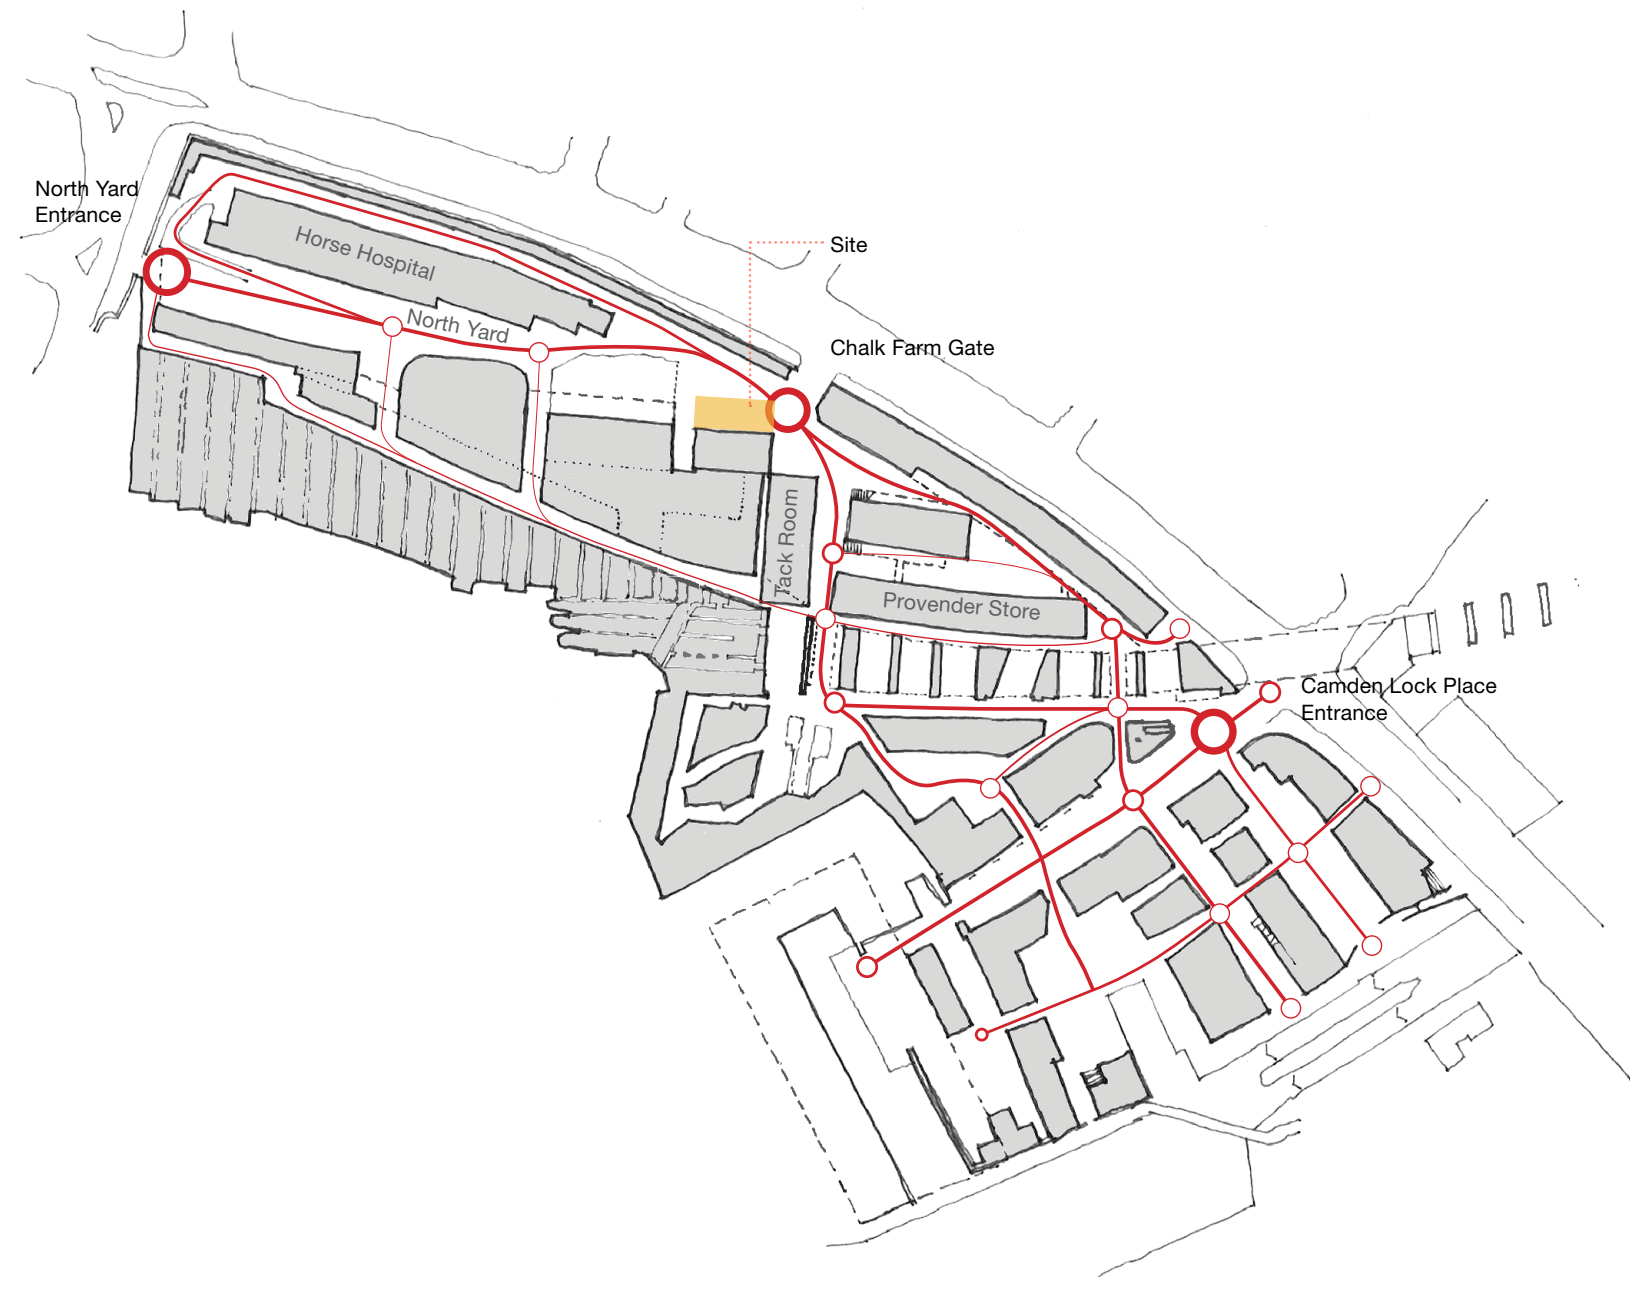 North Yard
Entrance
Horse Hospital
Site
North Yard
Chalk Farm Gate
Tack Room
Provender Store
Camden Lock Place
Entrance